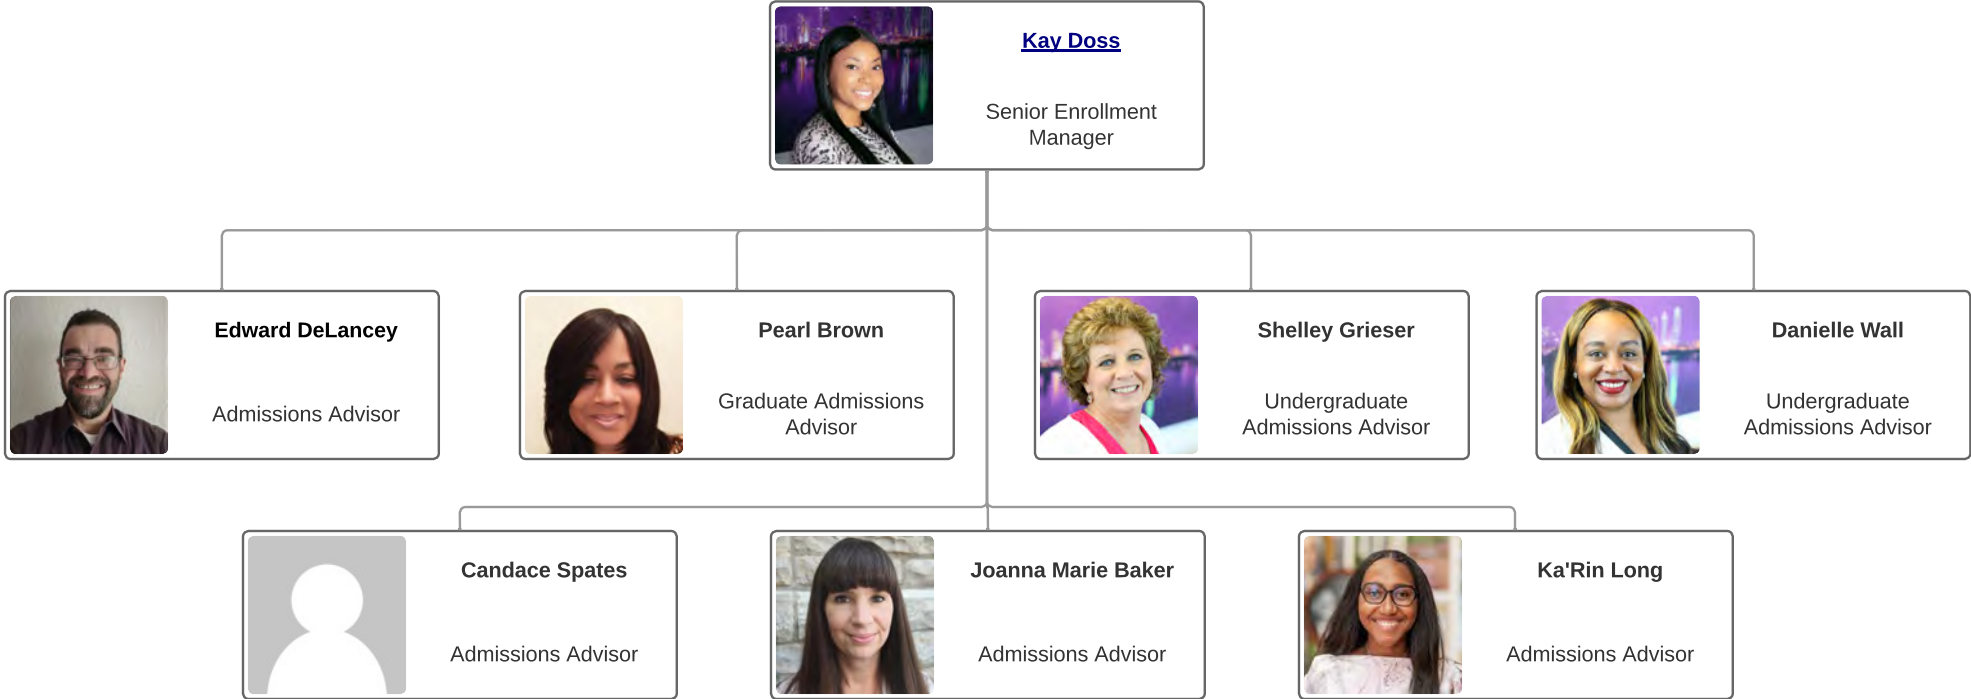 Kay Doss
Senior Enrollment
Manager
Edward DeLancey
Admissions Advisor
Pearl Brown
Graduate Admissions
Advisor
Shelley Grieser
Undergraduate
Admissions Advisor
Danielle Wall
Undergraduate
Admissions Advisor
Candace Spates
Admissions Advisor
Joanna Marie Baker
Admissions Advisor
Ka'Rin Long
Admissions Advisor